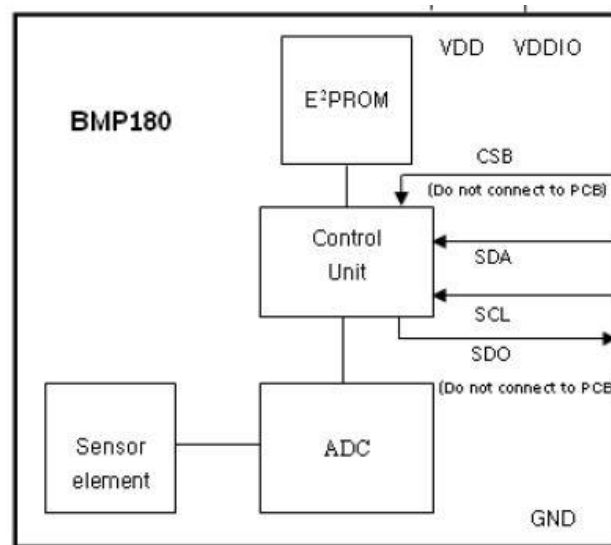 VDD VDDIO
E²PROM
BMP180
CSB
(Do not connect to PCB)
Control
Unit
SDA
SCL
SDO
(Do not connect to PCB
Sensor
element
ADC
GND